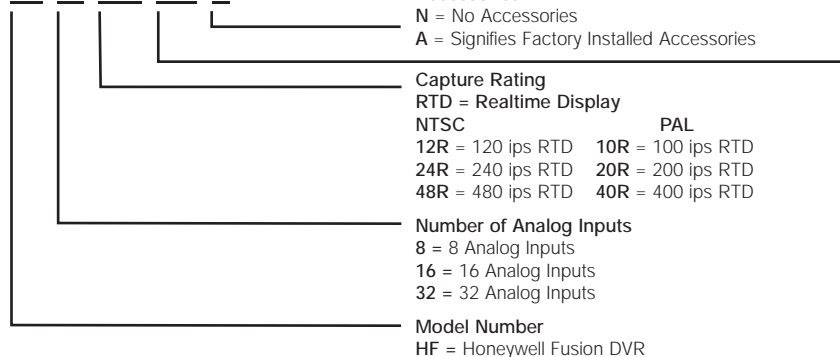 N = No Accessories
A = Signifies Factory Installed Accessories
Capture Rating
RTD = Realtime Display
NTSC PAL
12R = 120 ips RTD 10R = 100 ips RTD
24R = 240 ips RTD 20R = 200 ips RTD
48R = 480 ips RTD 40R = 400 ips RTD
Number of Analog Inputs
8 = 8 Analog Inputs
16 = 16 Analog Inputs
32 = 32 Analog Inputs
Model Number
HF = Honeywell Fusion DVR